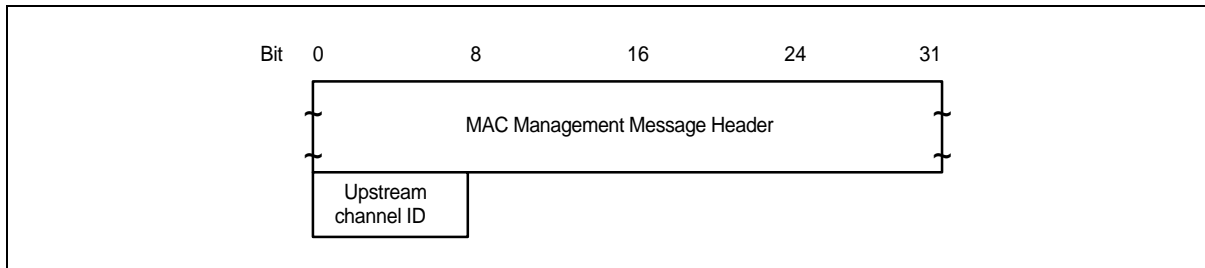 Bit 0 8 16 24 31
MAC Management Message Header
Upstream
channel ID